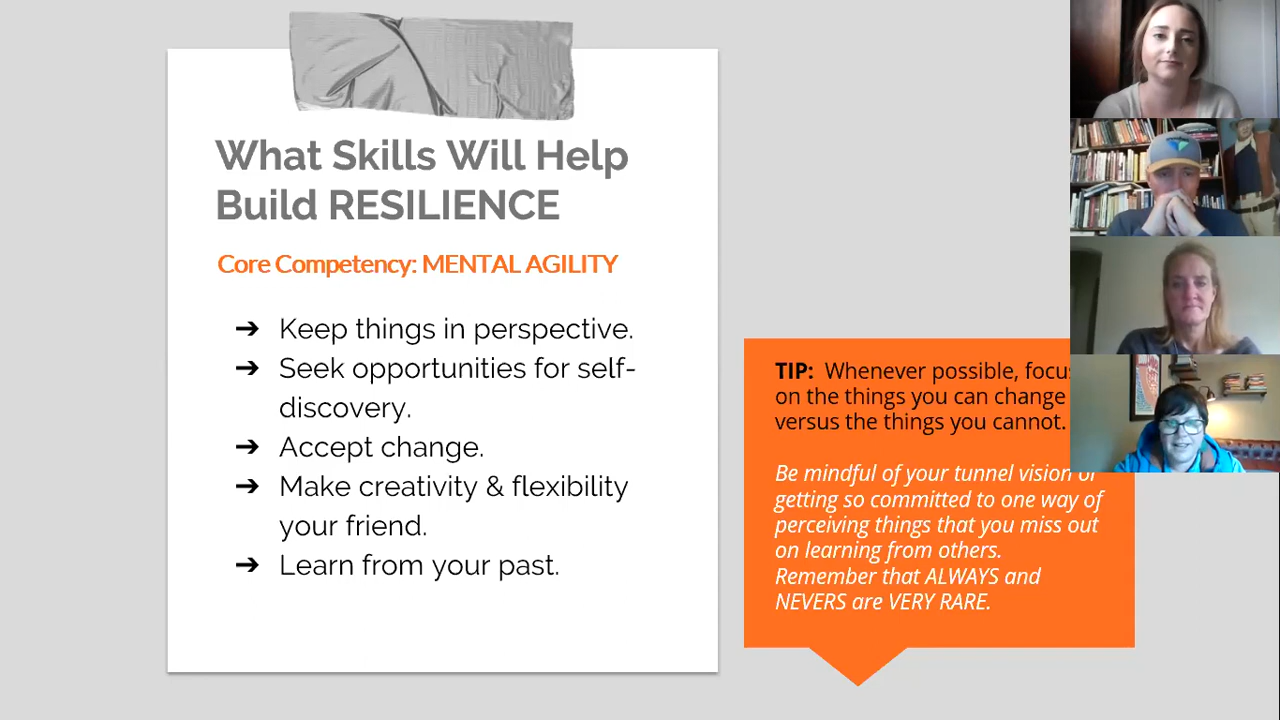 What Skills Will Help
Build RESILIENCE
Core Competency: MENTAL AGILITY
➔ Keep things in perspective.
➔ Seek opportunities for self-
discovery.
➔ Accept change.
➔ Make creativity & flexibility
your friend.
➔ Learn from your past.
TIP: Whenever possible, focus
on the things you can change
versus the things you cannot.
Be mindful of your tunnel vision or
getting so committed to one way of
perceiving things that you miss out
on learning from others.
Remember that ALWAYS and
NEVERS are VERY RARE.